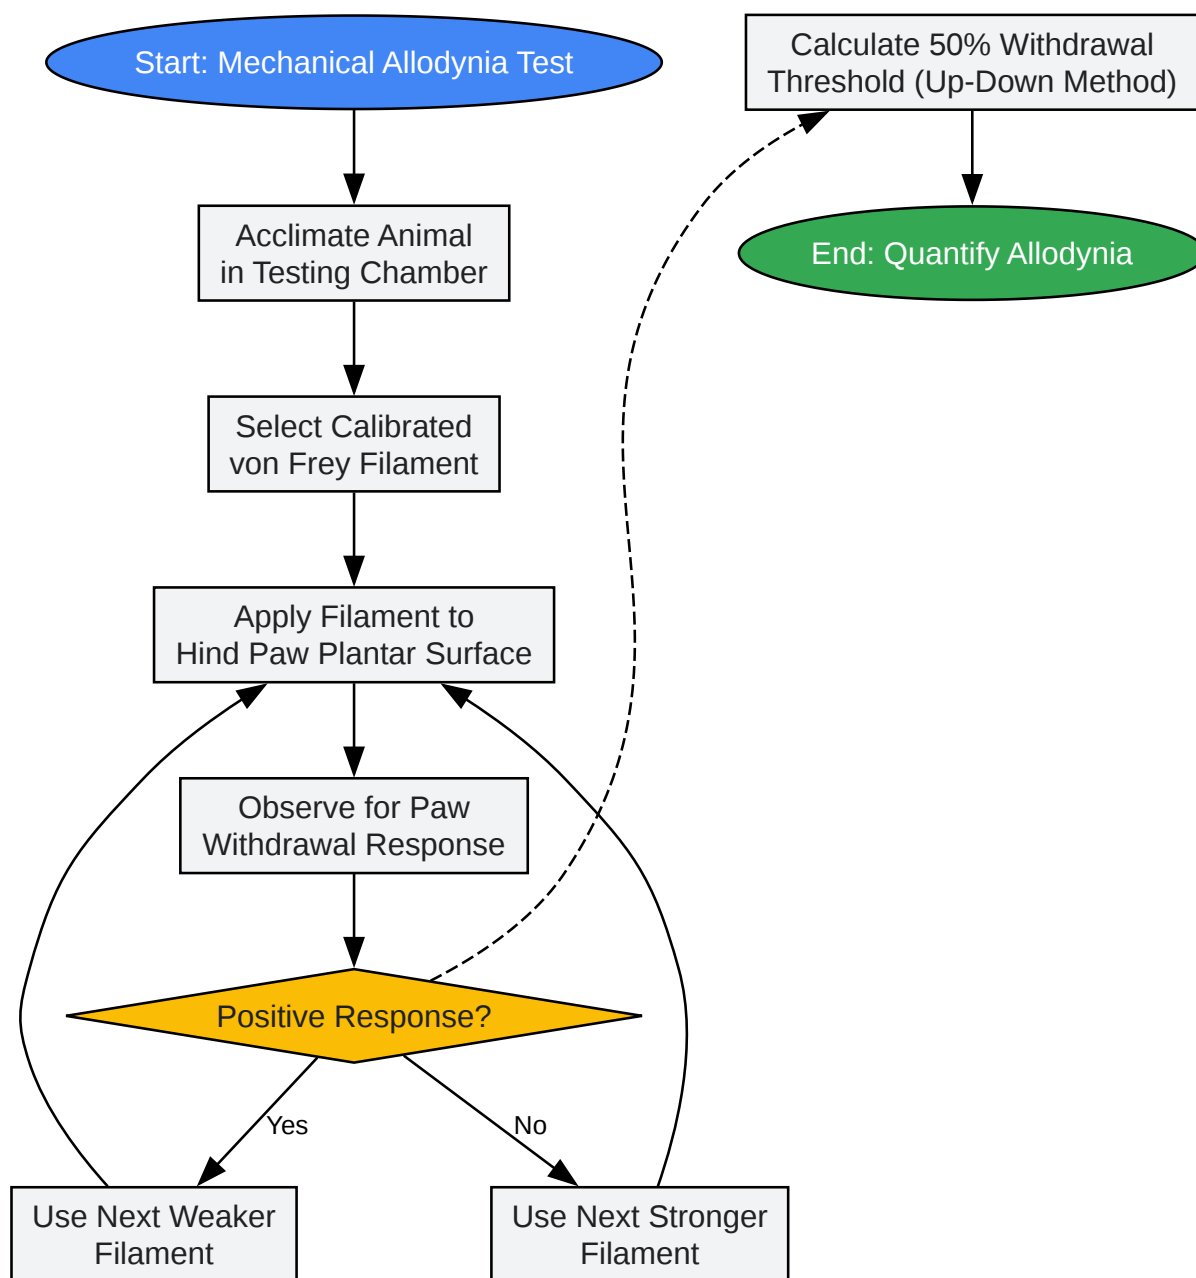 Start: Mechanical Allodynia Test
Acclimate Animal
in Testing Chamber
Select Calibrated
von Frey Filament
Apply Filament to
Hind Paw Plantar Surface
Observe for Paw
Withdrawal Response
Positive Response?
Yes
No
Use Next Weaker
Filament
Use Next Stronger
Filament
Calculate 50% Withdrawal
Threshold (Up-Down Method)
End: Quantify Allodynia